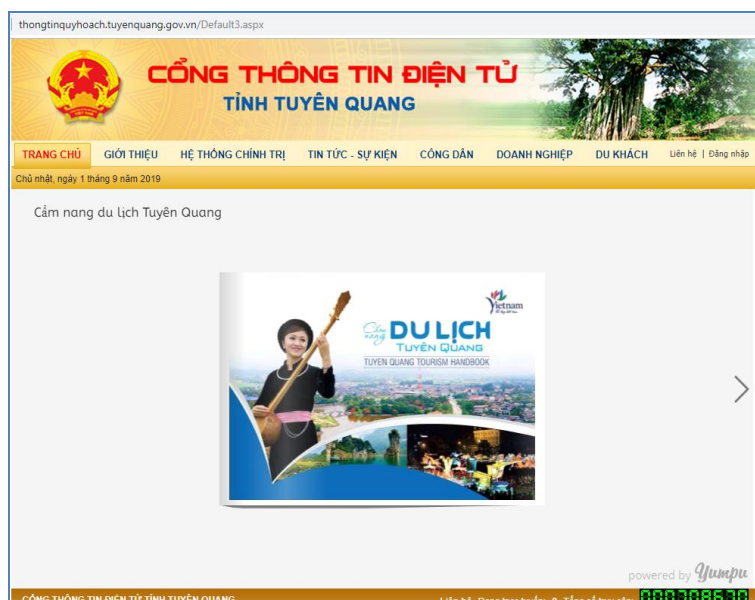 thongtinquyhoach.tuyenquang.gov.vn/Default3.aspx
CỔNG THÔNG TIN ĐIỆN TỬ
TỈNH TUYÊN QUANG
TRANG CHỦ GIỚI THIỆU HỆ THỐNG CHÍNH TRỊ TIN TỨC - SỰ KIỆN CÔNG DÂN DOANH NGHIỆP DU KHÁCH Liên hệ | Đăng nhập
Chủ nhật, ngày 1 tháng 9 năm 2019
Cẩm nang du lịch Tuyên Quang
Vietnam
Cẩm nang DU LỊCH
TUYÊN QUANG
TUYEN QUANG TOURISM HANDBOOK
powered by Yumpu
CỔNG THÔNG TIN ĐIỆN TỬ TỈNH TUYÊN QUANG
000708670